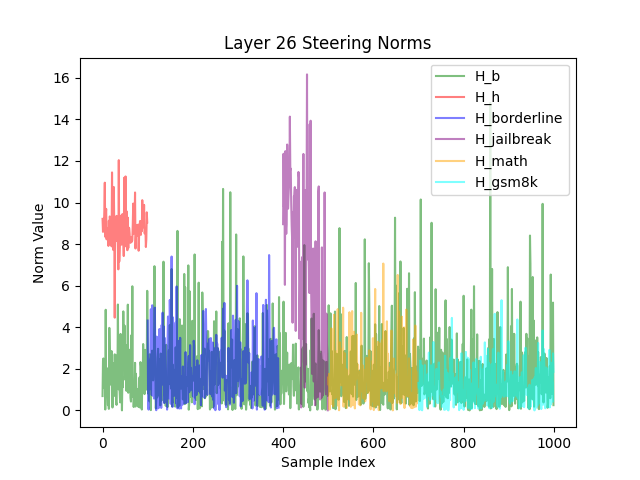 Layer 26 Steering Norms
H_b
H_h
H_borderline
H_jailbreak
H_math
H_gsm8k
Norm Value
16
14
12
10
8
6
4
2
0
0 200 400 600 800 1000
Sample Index